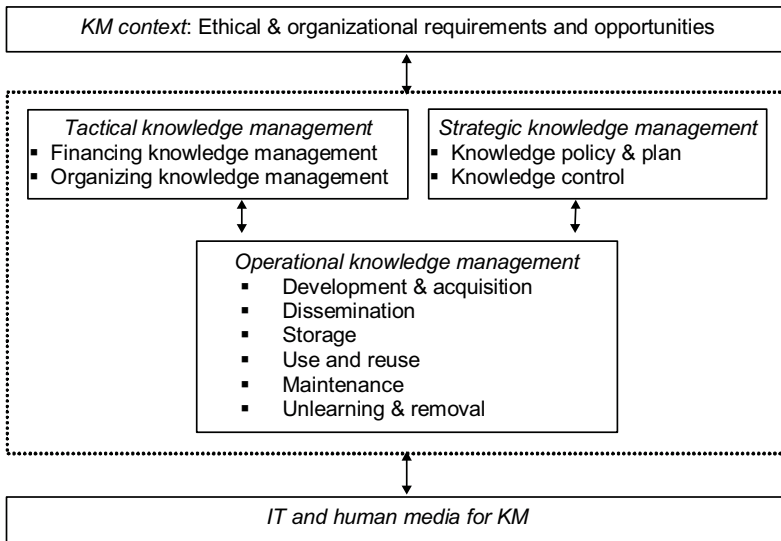 KM context: Ethical & organizational requirements and opportunities
Tactical knowledge management
▪ Financing knowledge management
▪ Organizing knowledge management
Strategic knowledge management
▪ Knowledge policy & plan
▪ Knowledge control
Operational knowledge management
▪ Development & acquisition
▪ Dissemination
▪ Storage
▪ Use and reuse
▪ Maintenance
▪ Unlearning & removal
IT and human media for KM